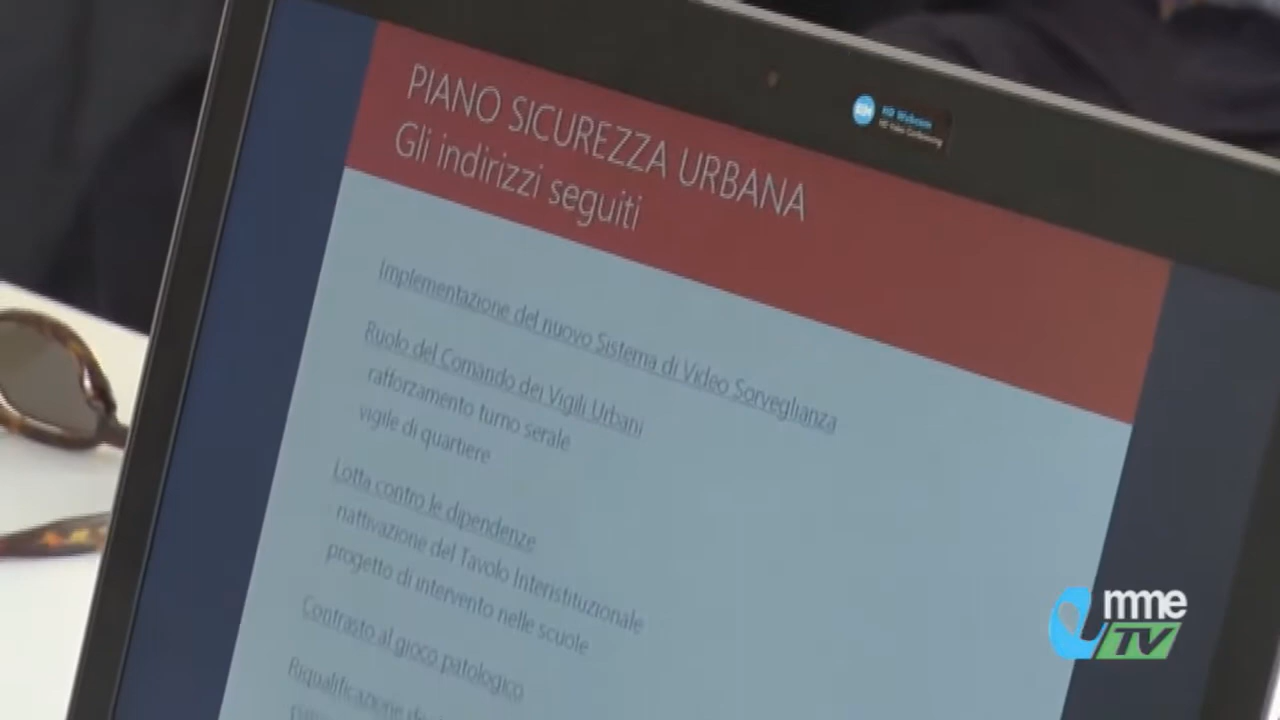 PIANO SICUREZZA URBANA
Gli indirizzi seguiti
HD Webcam
Implementazione del nuovo Sistema di Video Sorveglianza
Ruolo del Comando dei Vigili Urbani
rafforzamento turno serale
vigile di quartiere
Lotta contro le dipendenze
riattivazione del Tavolo Interistituzionale
progetto di intervento nelle scuole
Contrasto al gioco patologico
Riqualificazione
mme
TV